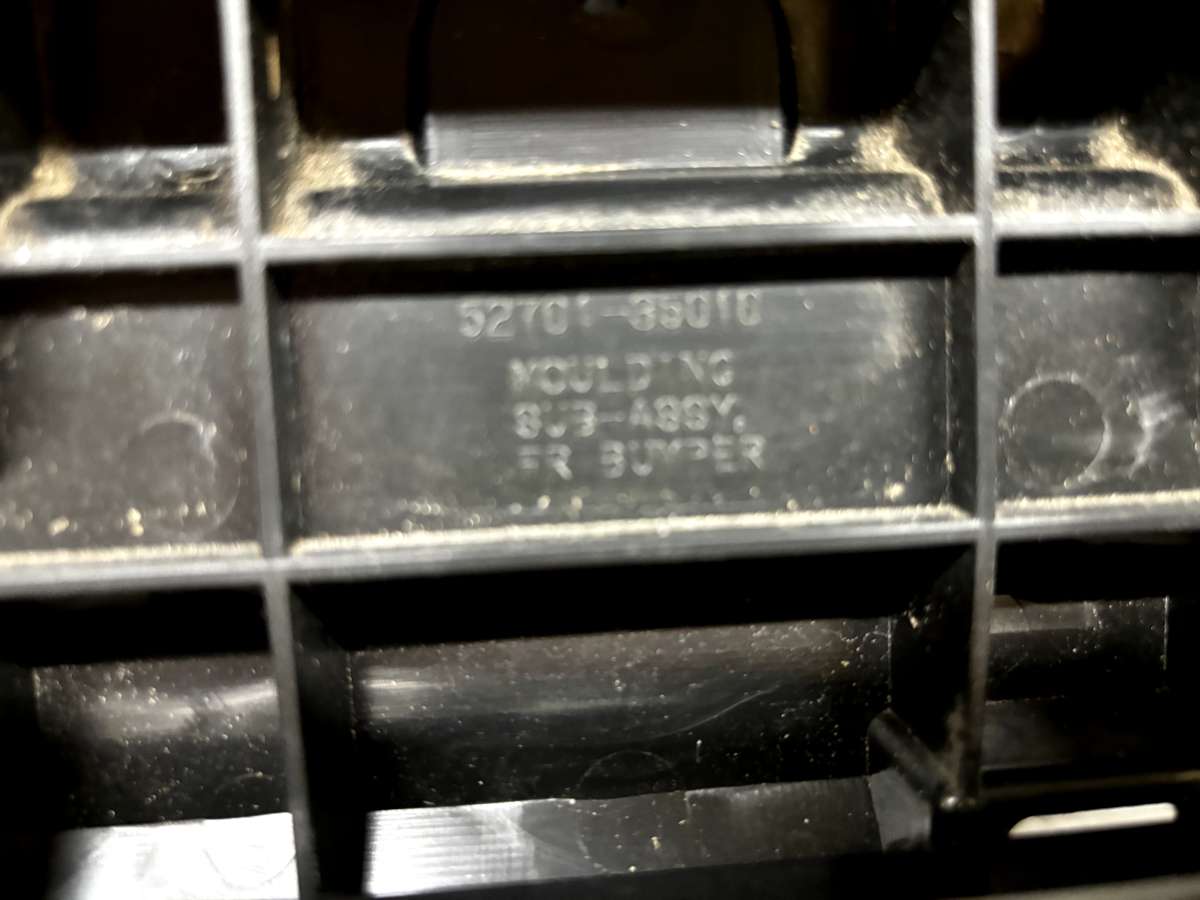 52701-35010
MOULDING
SUB-ASSY,
FR BUMPER